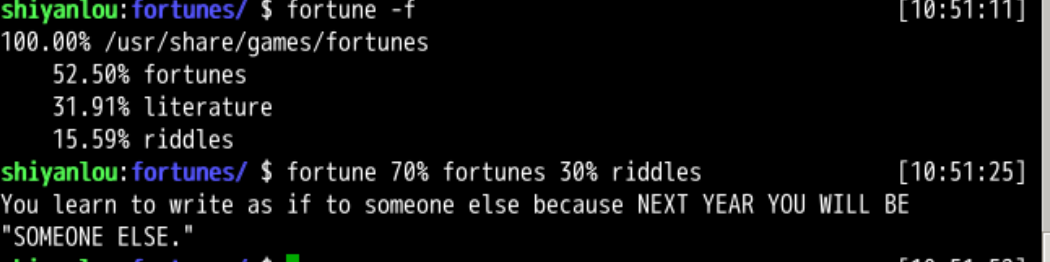 shiyanlou:fortunes/ $ fortune -f [10:51:11]
100.00% /usr/share/games/fortunes
    52.50% fortunes
    31.91% literature
    15.59% riddles
shiyanlou:fortunes/ $ fortune 70% fortunes 30% riddles [10:51:25]
You learn to write as if to someone else because NEXT YEAR YOU WILL BE
"SOMEONE ELSE."